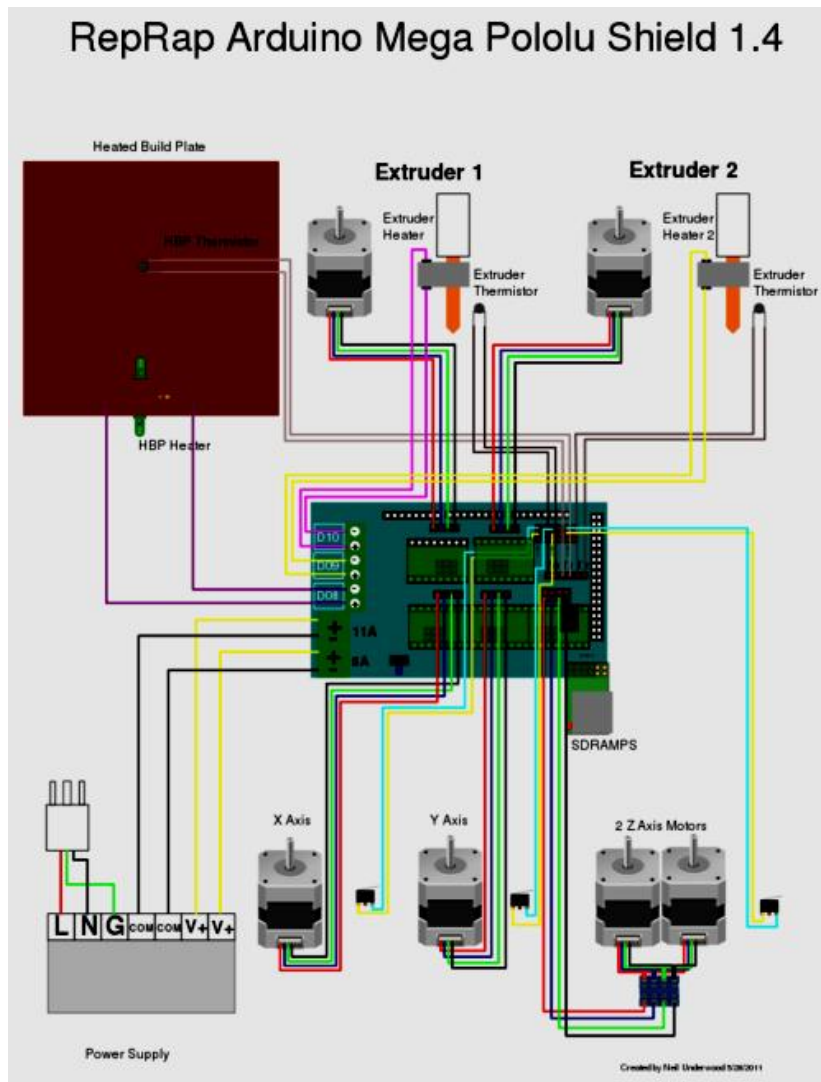 RepRap Arduino Mega Pololu Shield 1.4
Heated Build Plate
Extruder 1
Extruder 2
Extruder
Heater
Extruder
Heater 2
HBP Thermistor
Extruder
Thermistor
Extruder
Thermistor
HBP Heater
D10
D09
D08
11A
5A
SDRAMPS
X Axis
Y Axis
2 Z Axis Motors
L N G COM COM V+ V+
Power Supply
Created by Neil Underwood 5/28/2011